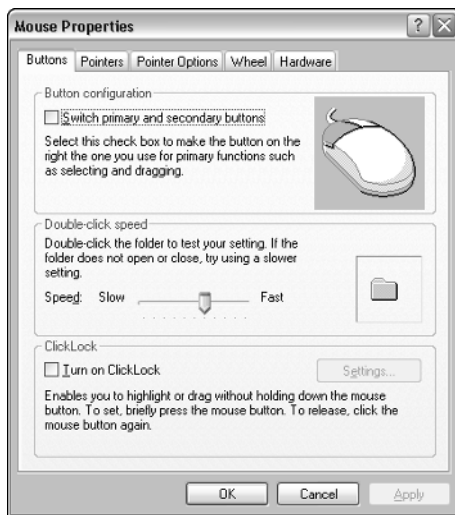 Mouse Properties
Buttons Pointers Pointer Options Wheel Hardware
Button configuration
Switch primary and secondary buttons
Select this check box to make the button on the
right the one you use for primary functions such
as selecting and dragging.
Double-click speed
Double-click the folder to test your setting. If the
folder does not open or close, try using a slower
setting.
Speed: Slow Fast
ClickLock
Turn on ClickLock Settings...
Enables you to highlight or drag without holding down the mouse
button. To set, briefly press the mouse button. To release, click the
mouse button again.
OK Cancel Apply